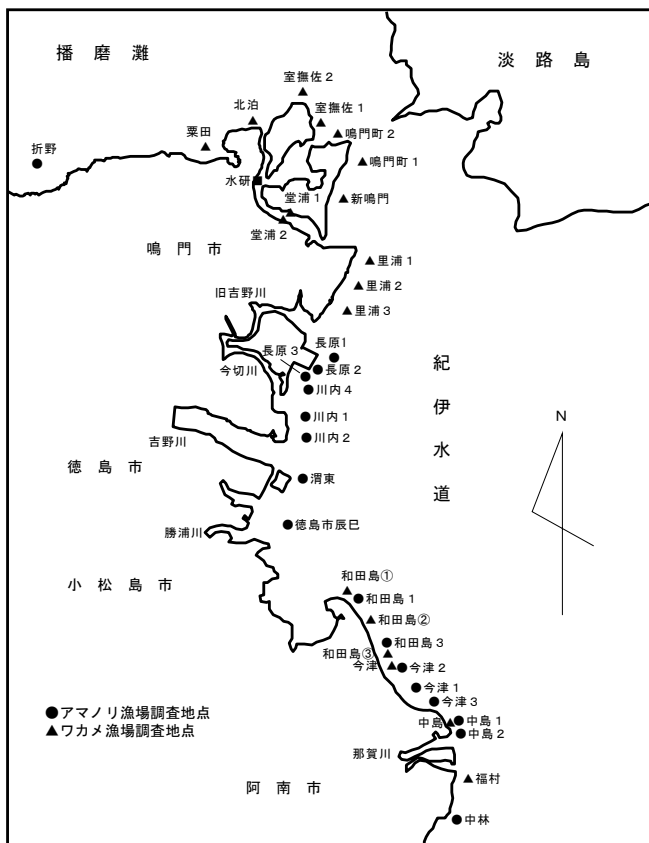 播磨灘
淡路島
室撫佐２
北泊
室撫佐１
粟田
鳴門町２
折野
鳴門町１
水研
堂浦１
新鳴門
堂浦２
鳴門市
里浦１
里浦２
旧吉野川
里浦３
長原１
長原３
長原２
今切川
川内４
紀伊水道
川内１
吉野川
川内２
N
徳島市
渭東
勝浦川
徳島市辰巳
和田島①
小松島市
和田島１
和田島②
和田島３
和田島③
今津
今津２
今津１
今津３
●アマノリ漁場調査地点
▲ワカメ漁場調査地点
中島
中島１
中島２
那賀川
阿南市
福村
中林